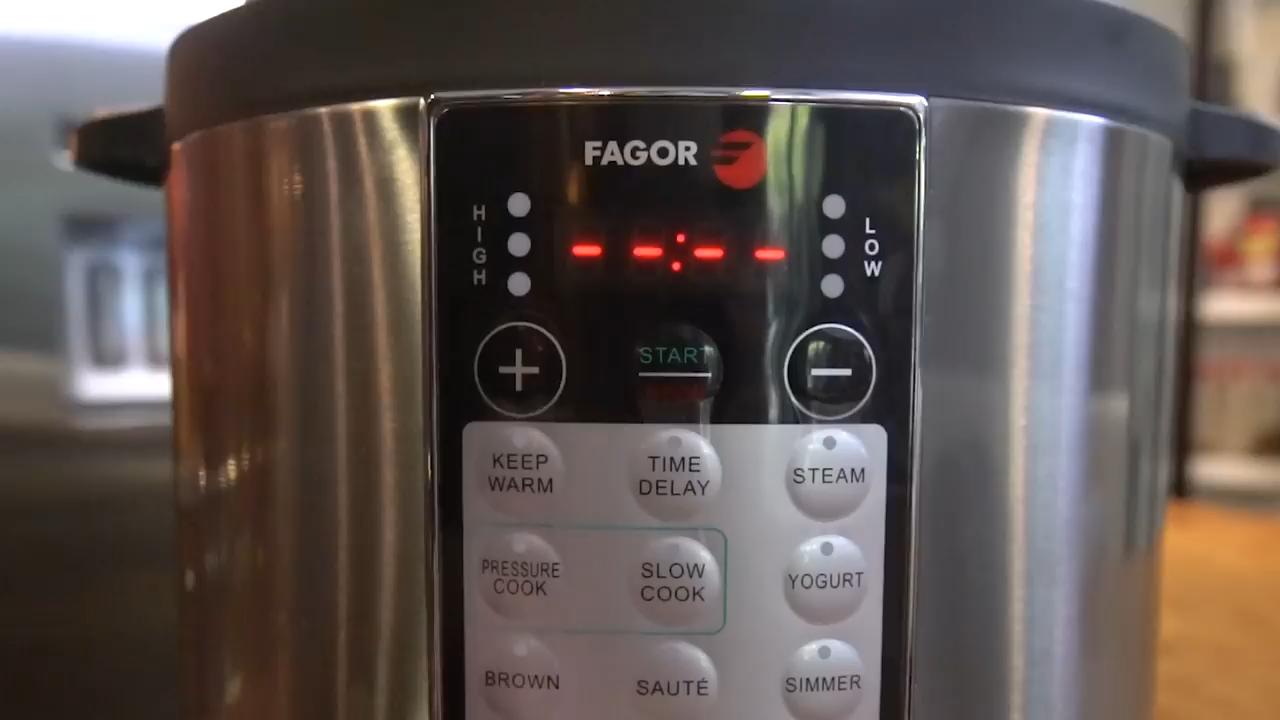 FAGOR
HIGH
--:--
LOW
+
START
−
KEEP WARM
TIME DELAY
STEAM
PRESSURE COOK
SLOW COOK
YOGURT
BROWN
SAUTÉ
SIMMER